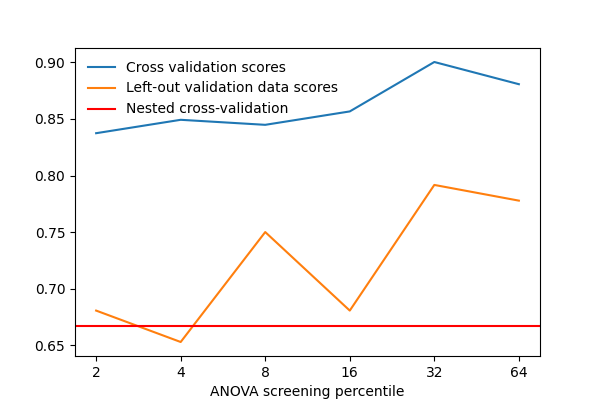 0.90
0.85
0.80
0.75
0.70
0.65
Cross validation scores
Left-out validation data scores
Nested cross-validation
2 4 8 16 32 64
ANOVA screening percentile